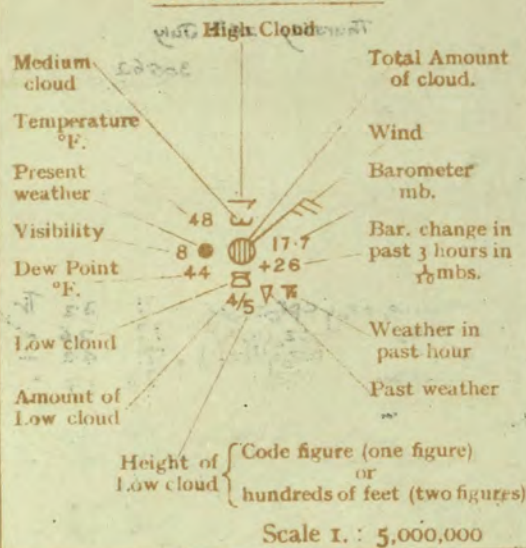 High Cloud
Medium cloud
Total Amount of cloud.
Temperature °F.
Wind
Present weather
Barometer mb.
Visibility
Bar. change in past 3 hours in 1/10 mbs.
Dew Point °F.
48
8
17.7
44
+26
4/5
Low cloud
Weather in past hour
Amount of Low cloud
Past weather
Height of Low cloud
Code figure (one figure)
or
hundreds of feet (two figures)
Scale 1. : 5,000,000